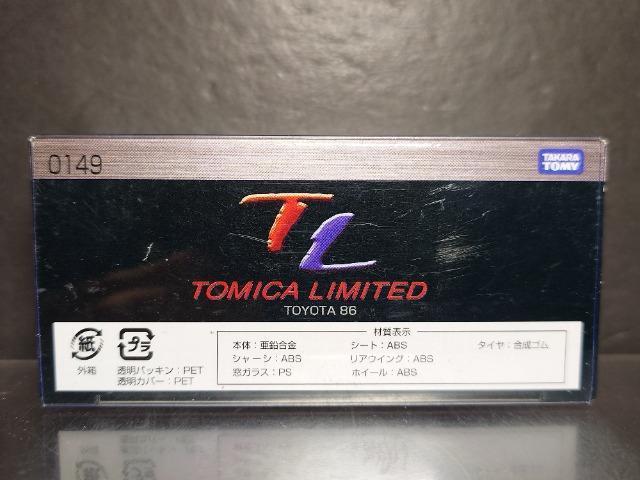 0149
TAKARA
TOMY
TL
TOMICA LIMITED
TOYOTA 86
材質表示
紙
外箱
プラ
透明パッキン：PET
透明カバー：PET
本体：亜鉛合金
シャーシ：ABS
窓ガラス：PS
シート：ABS
リアウイング：ABS
ホイール：ABS
タイヤ：合成ゴム